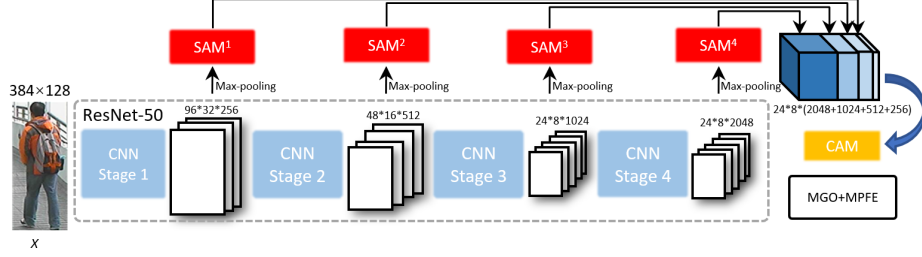 SAM¹
SAM²
SAM³
SAM⁴
Max-pooling
Max-pooling
Max-pooling
Max-pooling
384×128
ResNet-50
96*32*256
48*16*512
24*8*1024
24*8*2048
24*8*(2048+1024+512+256)
CNN
Stage 1
CNN
Stage 2
CNN
Stage 3
CNN
Stage 4
CAM
MGO+MPFE
x